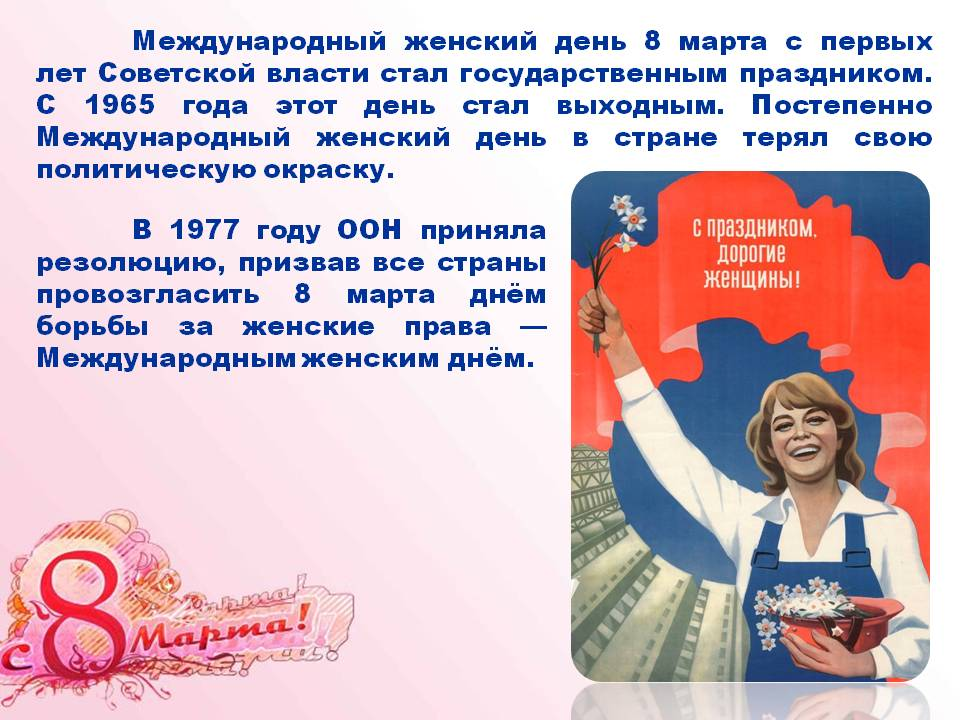 Международный женский день 8 марта с первых
лет Советской власти стал государственным праздником.
С 1965 года этот день стал выходным. Постепенно
Международный женский день в стране терял свою
политическую окраску.
В 1977 году ООН приняла
резолюцию, призвав все страны
провозгласить 8 марта днём
борьбы за женские права —
Международным женским днём.
с праздником,
дорогие
женщины!
с 8 Марта!